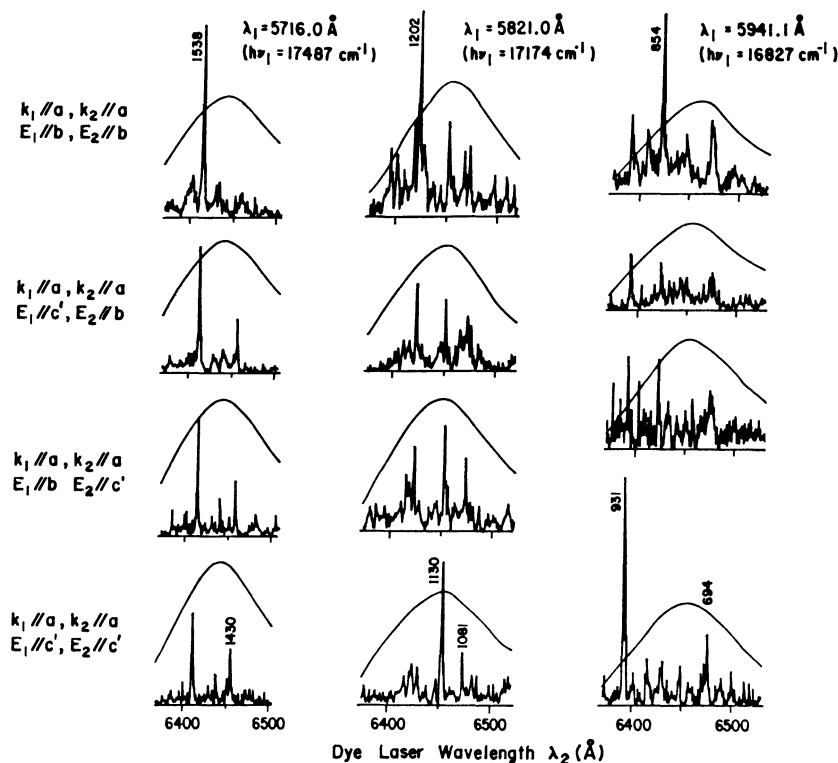 λ₁ = 5716.0 Å
(hν₁ = 17487 cm⁻¹)
λ₁ = 5821.0 Å
(hν₁ = 17174 cm⁻¹)
λ₁ = 5941.1 Å
(hν₁ = 16827 cm⁻¹)
1538
1202
854
k₁//a, k₂//a
E₁//b, E₂//b
k₁//a, k₂//a
E₁//c', E₂//b
k₁//a, k₂//a
E₁//b E₂//c'
k₁//a, k₂//a
E₁//c', E₂//c'
1430
1130
1081
931
694
6400 6500 6400 6500 6400 6500
Dye Laser Wavelength λ₂(Å)